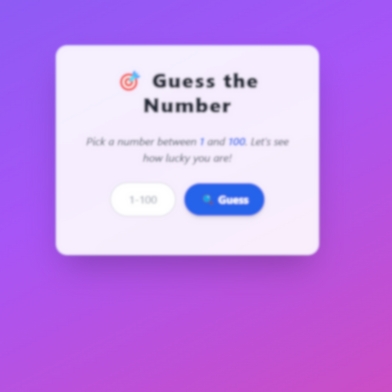 🎯 Guess the
Number
Pick a number between 1 and 100. Let's see
how lucky you are!
1-100
Guess